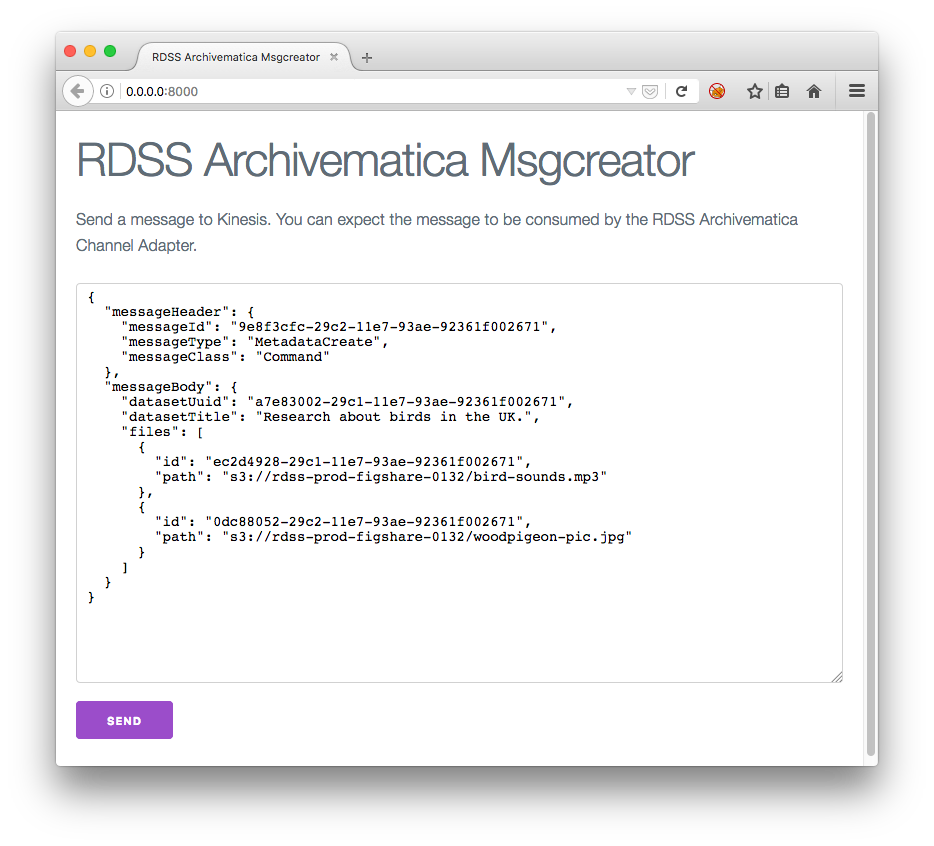 RDSS Archivematica Msgcreator
0.0.0.0:8000
RDSS Archivematica Msgcreator
Send a message to Kinesis. You can expect the message to be consumed by the RDSS Archivematica
Channel Adapter.
{
  "messageHeader": {
    "messageId": "9e8f3cfc-29c2-11e7-93ae-92361f002671",
    "messageType": "MetadataCreate",
    "messageClass": "Command"
  },
  "messageBody": {
    "datasetUuid": "a7e83002-29c1-11e7-93ae-92361f002671",
    "datasetTitle": "Research about birds in the UK.",
    "files": [
      {
        "id": "ec2d4928-29c1-11e7-93ae-92361f002671",
        "path": "s3://rdss-prod-figshare-0132/bird-sounds.mp3"
      },
      {
        "id": "0dc88052-29c2-11e7-93ae-92361f002671",
        "path": "s3://rdss-prod-figshare-0132/woodpigeon-pic.jpg"
      }
    ]
  }
}
SEND